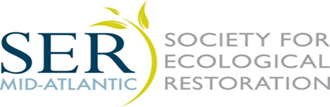 SER
MID-ATLANTIC
SOCIETY FOR
ECOLOGICAL
RESTORATION